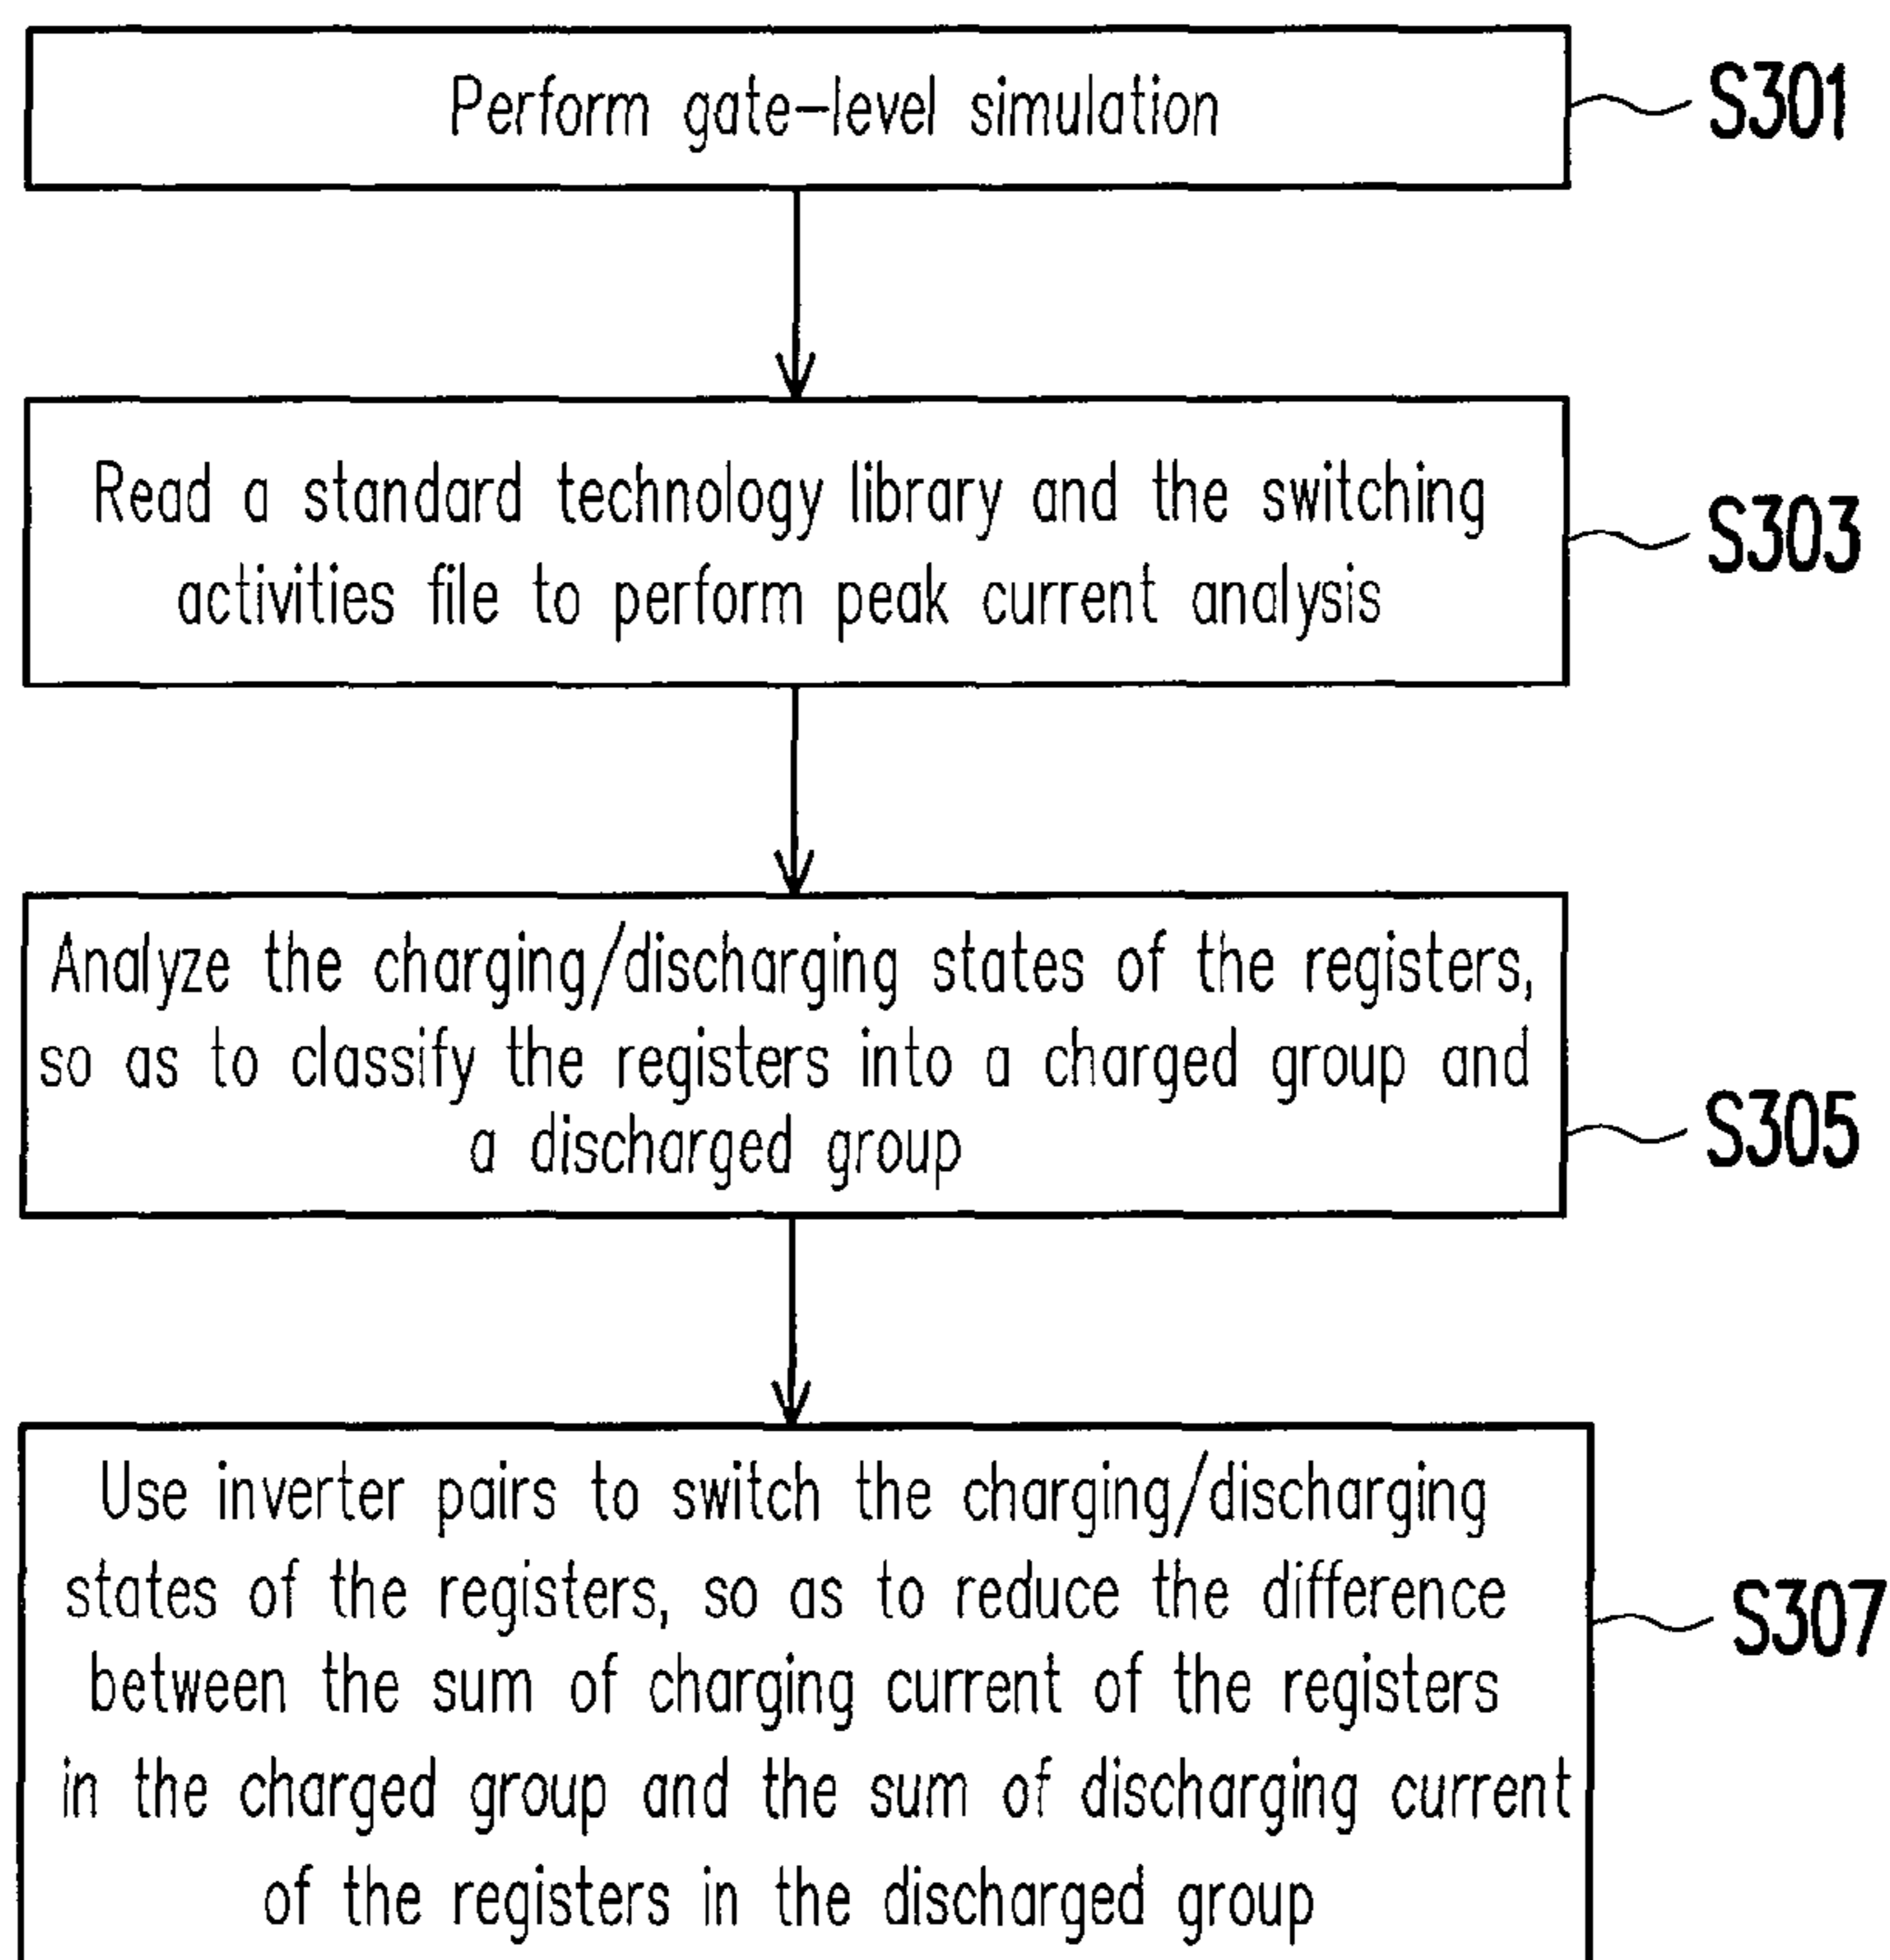 Perform gate-level simulation
S301
Read a standard technology library and the switching
activities file to perform peak current analysis
S303
Analyze the charging/discharging states of the registers,
so as to classify the registers into a charged group and
a discharged group
S305
Use inverter pairs to switch the charging/discharging
states of the registers, so as to reduce the difference
between the sum of charging current of the registers
in the charged group and the sum of discharging current
of the registers in the discharged group
S307